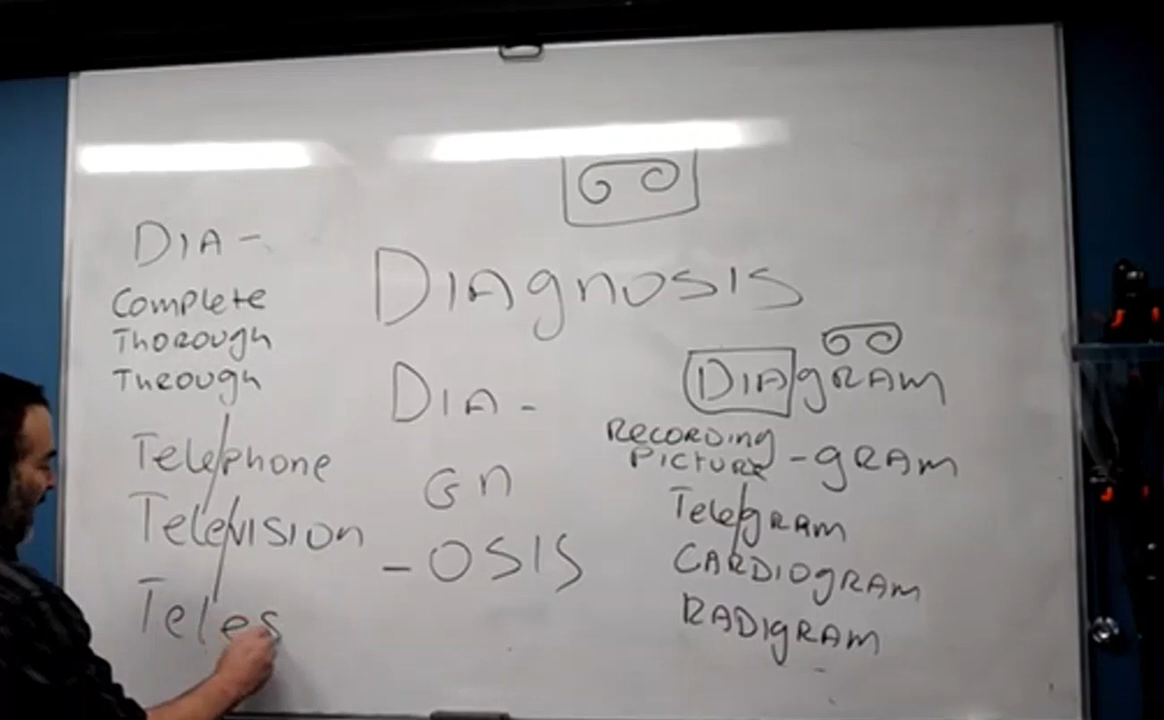 DIA-
COMPLETE
THOROUGH
THROUGH
Telephone
Television
Teles
DIAgnosis
DIA-
Gn
-OSIS
DIAgRAM
RECORDING
PICTURE -gRAM
TelegRAM
CARDIOgRAM
RADIgRAM